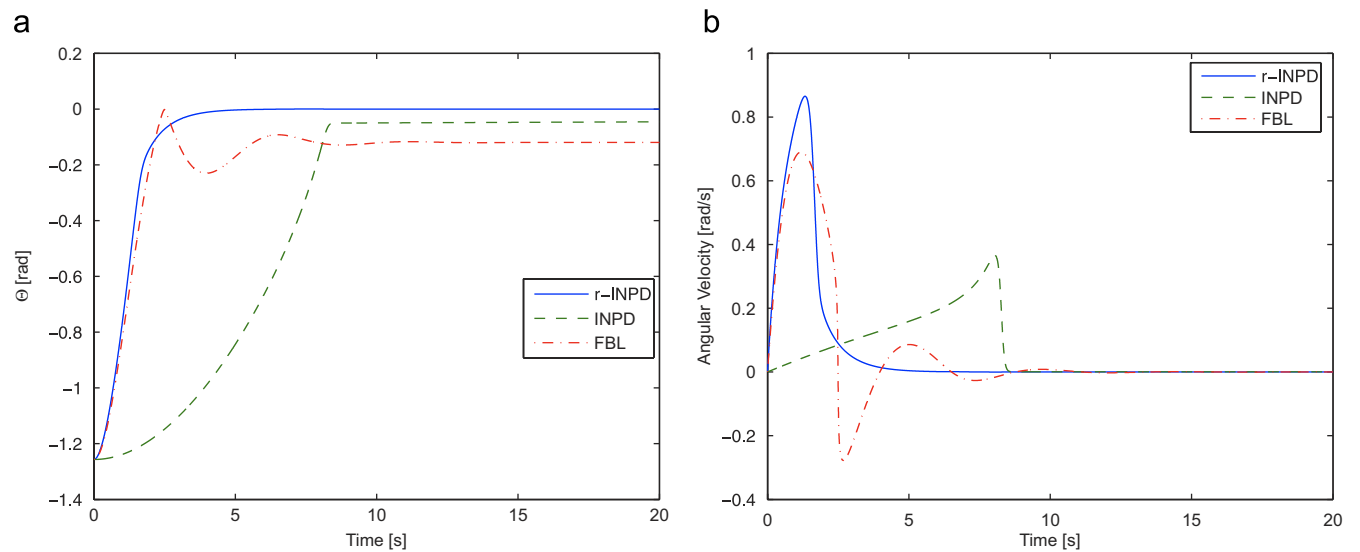 a
0.2
0
−0.2
−0.4
−0.6
−0.8
−1
−1.2
−1.4
Θ [rad]
0
5
10
15
20
Time [s]
r−INPD
INPD
FBL
b
1
0.8
0.6
0.4
0.2
0
−0.2
−0.4
Angular Velocity [rad/s]
0
5
10
15
20
Time [s]
r−INPD
INPD
FBL